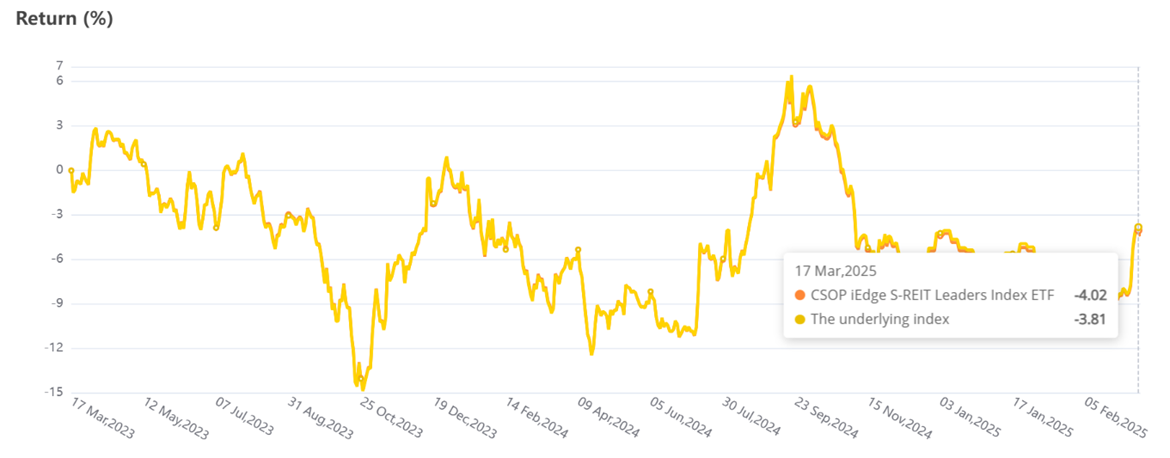 Return (%)
7
6
3
0
-3
-6
-9
-12
-15
17 Mar,2025
CSOP iEdge S-REIT Leaders Index ETF -4.02
The underlying index -3.81
17 Mar,2023
12 May,2023
07 Jul,2023
31 Aug,2023
25 Oct,2023
19 Dec,2023
14 Feb,2024
09 Apr,2024
05 Jun,2024
30 Jul,2024
23 Sep,2024
15 Nov,2024
03 Jan,2025
17 Jan,2025
05 Feb,2025